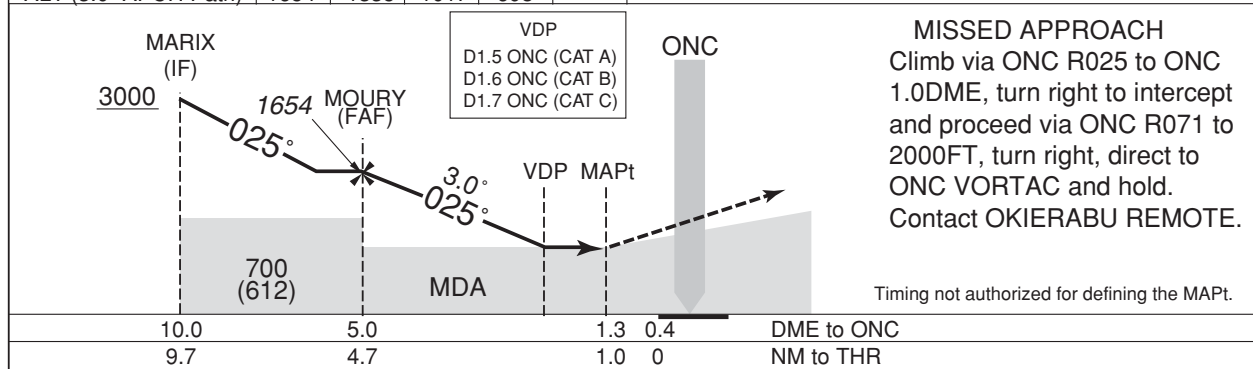 MARIX
(IF)
3000
1654
MOURY
(FAF)
025°
3.0°
025°
VDP
D1.5 ONC (CAT A)
D1.6 ONC (CAT B)
D1.7 ONC (CAT C)
ONC
VDP MAPt
700
(612)
MDA
MISSED APPROACH
Climb via ONC R025 to ONC
1.0DME, turn right to intercept
and proceed via ONC R071 to
2000FT, turn right, direct to
ONC VORTAC and hold.
Contact OKIERABU REMOTE.
Timing not authorized for defining the MAPt.
10.0 5.0 1.3 0.4 DME to ONC
9.7 4.7 1.0 0 NM to THR